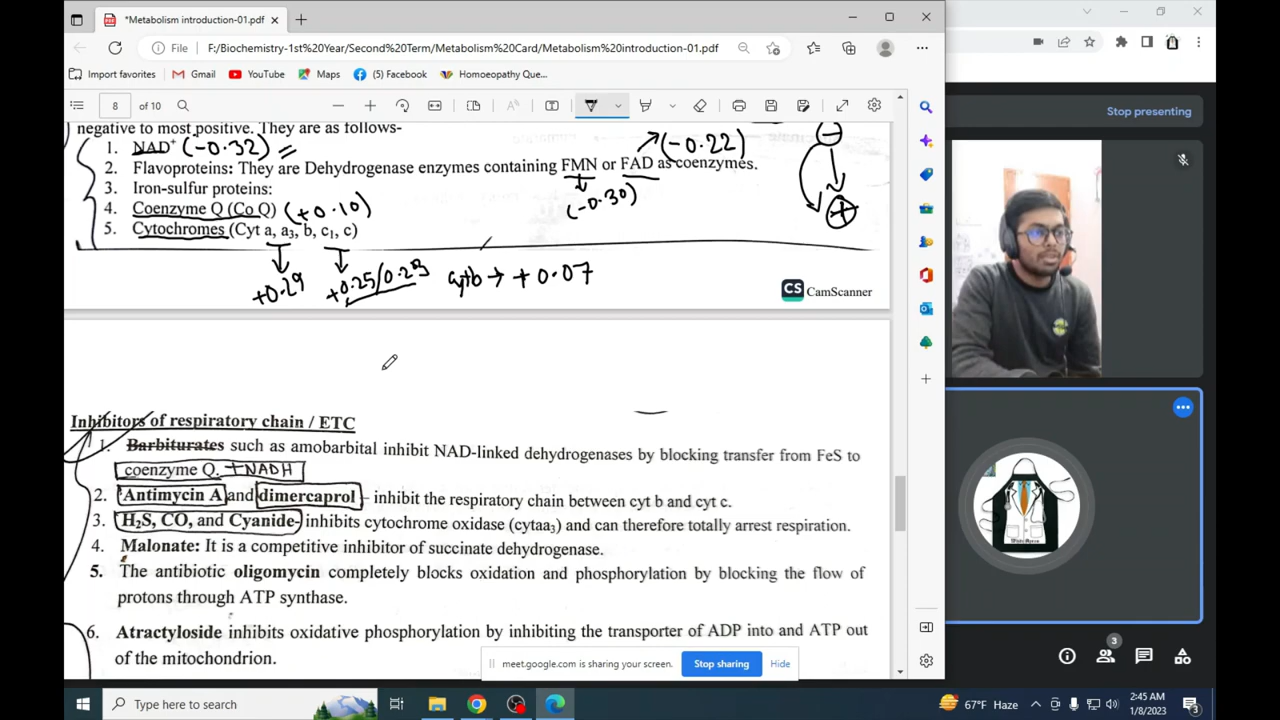 *Metabolism introduction-01.pdf
File
F:/Biochemistry-1st%20Year/Second%20Term/Metabolism%20Card/Metabolism%20introduction-01.pdf
Import favorites
Gmail
YouTube
Maps
(5) Facebook
Homoeopathy Que...
8 of 10
Stop presenting
negative to most positive. They are as follows-
1. NAD+ (-0.32)
(-0.22)
2. Flavoproteins: They are Dehydrogenase enzymes containing FMN or FAD as coenzymes.
3. Iron-sulfur proteins:
(-0.30)
4. Coenzyme Q (Co Q) (+0.10)
5. Cytochromes (Cyt a, a3, b, c1, c)
+0.29
+0.25/0.23
cytb → +0.07
CS CamScanner
Inhibitors of respiratory chain / ETC
1. Barbiturates such as amobarbital inhibit NAD-linked dehydrogenases by blocking transfer from FeS to
coenzyme Q. +NADH
2. Antimycin A and dimercaprol – inhibit the respiratory chain between cyt b and cyt c.
3. H2S, CO, and Cyanide- inhibits cytochrome oxidase (cytaa3) and can therefore totally arrest respiration.
4. Malonate: It is a competitive inhibitor of succinate dehydrogenase.
5. The antibiotic oligomycin completely blocks oxidation and phosphorylation by blocking the flow of
protons through ATP synthase.
6. Atractyloside inhibits oxidative phosphorylation by inhibiting the transporter of ADP into and ATP out
of the mitochondrion.
meet.google.com is sharing your screen.
Stop sharing
Hide
3
Type here to search
67°F Haze
2:45 AM
1/8/2023
3